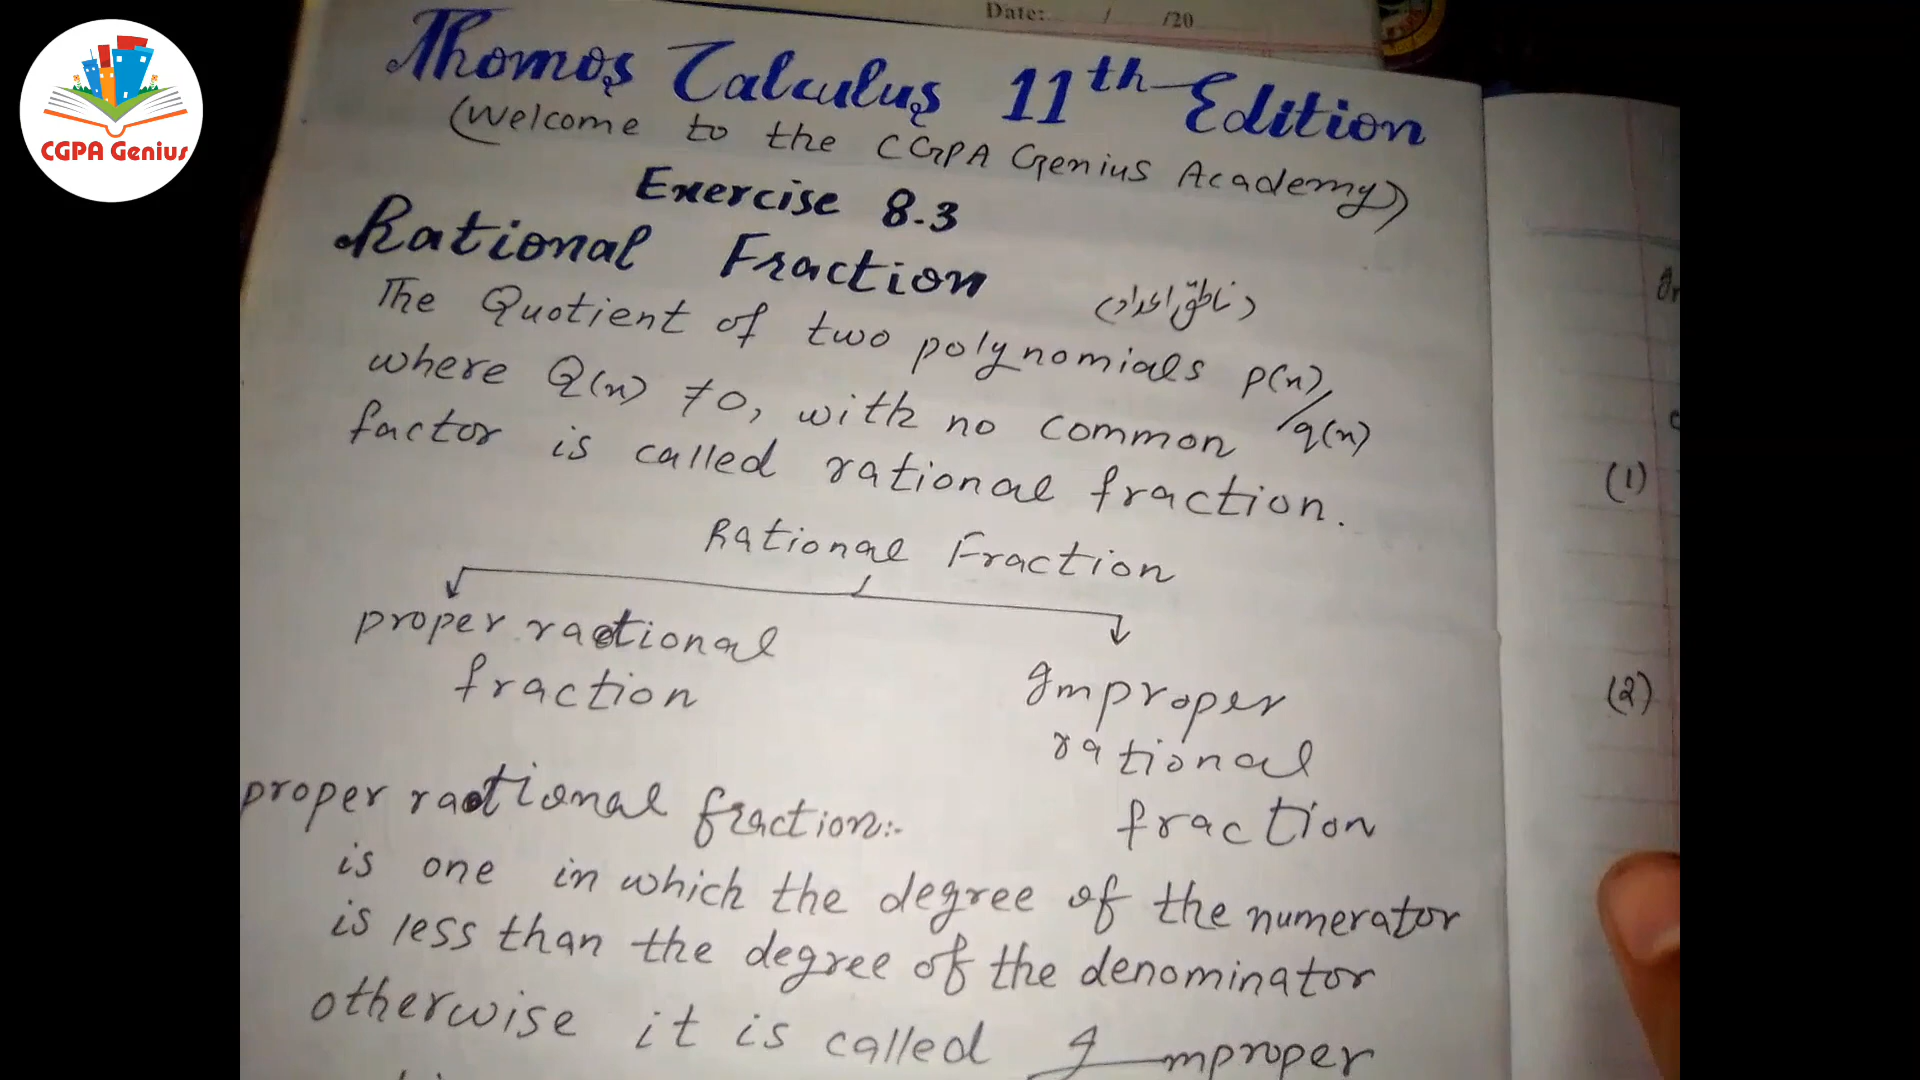 CGPA Genius
Date: / /20
Thomas Calculus 11th Edition
(Welcome to the CGPA Genius Academy)
Exercise 8.3
Rational Fraction
(ناطق اعداد)
The Quotient of two polynomials P(x)/q(x)
where Q(x) ≠0, with no common
factor is called rational fraction.
Rational Fraction
proper rational
fraction
Improper
rational
fraction
proper rational fraction:-
is one in which the degree of the numerator
is less than the degree of the denominator
otherwise it is called Improper
(1)
(2)